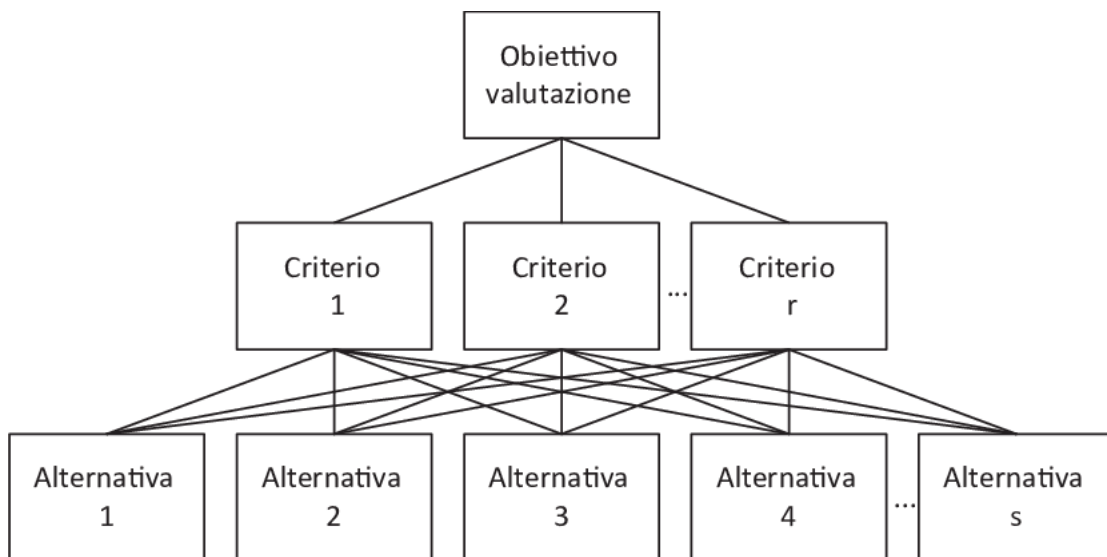 Obiettivo
valutazione
Criterio
1
Criterio
2
...
Criterio
r
Alternativa
1
Alternativa
2
Alternativa
3
Alternativa
4
...
Alternativa
s